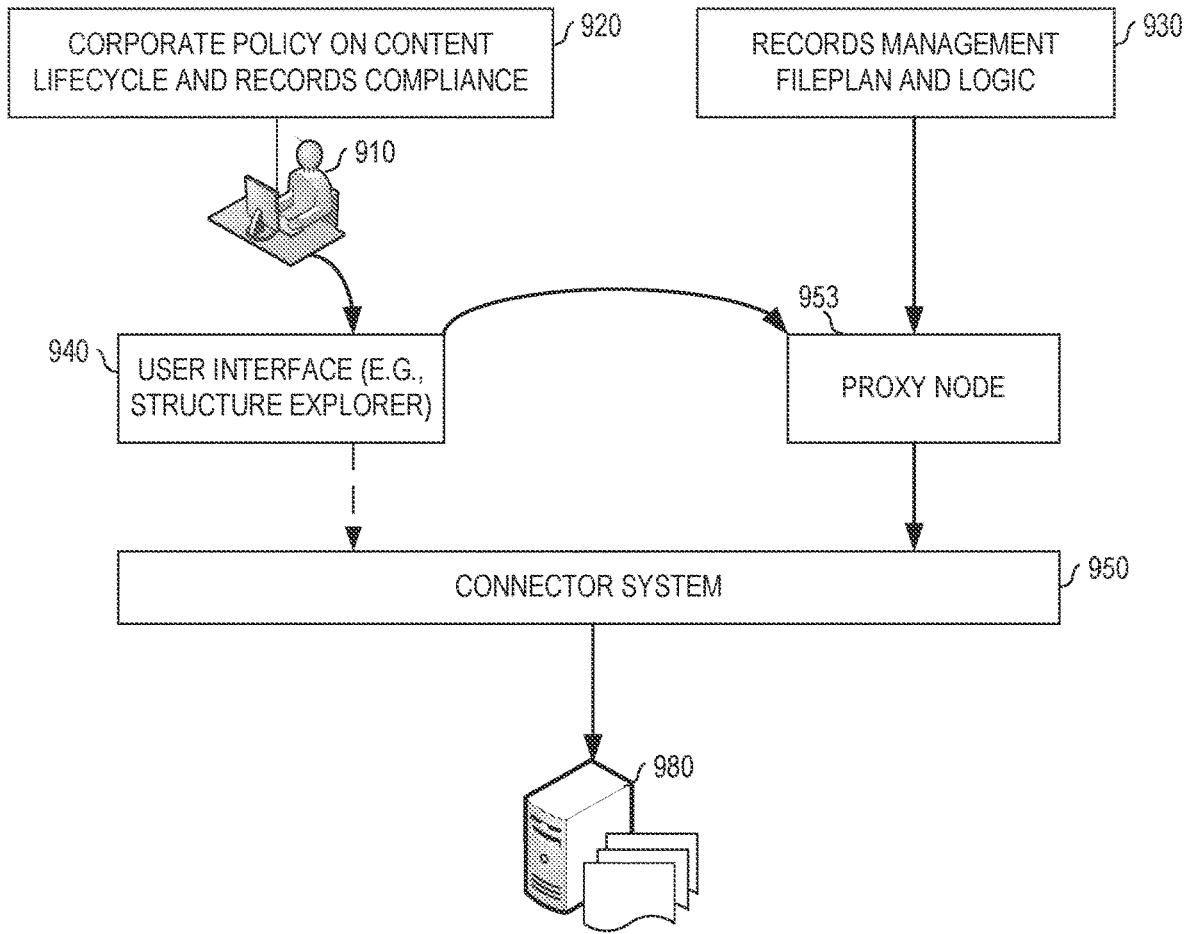 CORPORATE POLICY ON CONTENT
LIFECYCLE AND RECORDS COMPLIANCE
920
RECORDS MANAGEMENT
FILEPLAN AND LOGIC
930
910
953
940
USER INTERFACE (E.G.,
STRUCTURE EXPLORER)
PROXY NODE
CONNECTOR SYSTEM
950
980